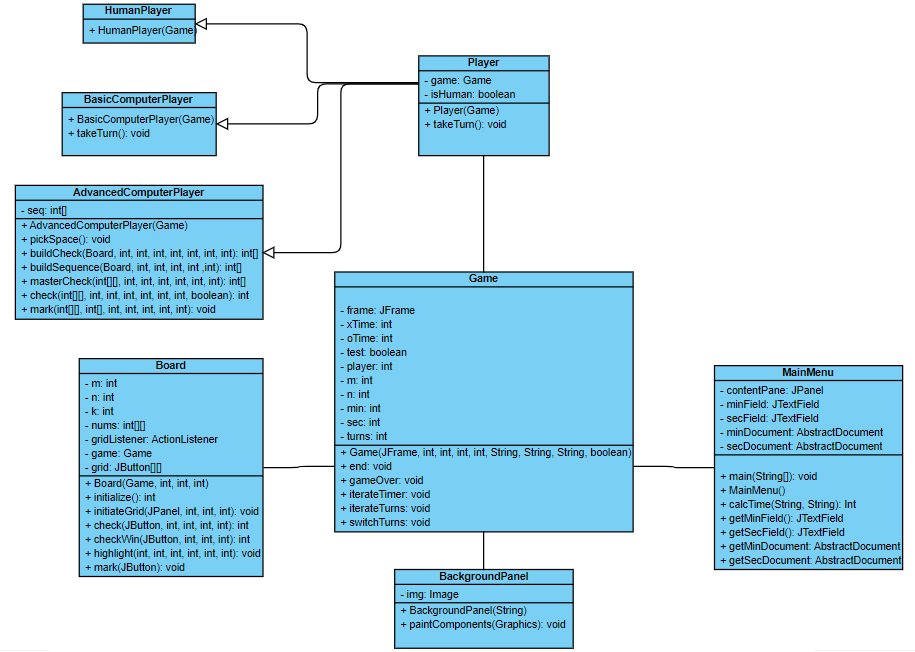 HumanPlayer
+ HumanPlayer(Game)
Player
- game: Game
- isHuman: boolean
+ Player(Game)
+ takeTurn(): void
BasicComputerPlayer
+ BasicComputerPlayer(Game)
+ takeTurn(): void
AdvancedComputerPlayer
- seq: int[]
+ AdvancedComputerPlayer(Game)
+ pickSpace(): void
+ buildCheck(Board, int, int, int, int, int, int, int): int[]
+ buildSequence(Board, int, int, int, int ,int): int[]
+ masterCheck(int[][], int, int, int, int, int, int): int[]
+ check(int[][], int, int, int, int, int, int, boolean): int
+ mark(int[][], int[], int, int, int, int, int): void
Game
- frame: JFrame
- xTime: int
- oTime: int
- test: boolean
- player: int
- m: int
- n: int
- min: int
- sec: int
- turns: int
+ Game(JFrame, int, int, int, int, String, String, String, boolean)
+ end: void
+ gameOver: void
+ iterateTimer: void
+ iterateTurns: void
+ switchTurns: void
Board
- m: int
- n: int
- k: int
- nums: int[][]
- gridListener: ActionListener
- game: Game
- grid: JButton[][]
+ Board(Game, int, int, int)
+ initialize(): int
+ initiateGrid(JPanel, int, int, int): void
+ check(JButton, int, int, int, int): int
+ checkWin(JButton, int, int, int): int
+ highlight(int, int, int, int, int, int): void
+ mark(JButton): void
MainMenu
- contentPane: JPanel
- minField: JTextField
- secField: JTextField
- minDocument: AbstractDocument
- secDocument: AbstractDocument
+ main(String[]): void
+ MainMenu()
+ calcTime(String, String): Int
+ getMinField(): JTextField
+ getSecField(): JTextField
+ getMinDocument: AbstractDocument
+ getSecDocument: AbstractDocument
BackgroundPanel
- img: Image
+ BackgroundPanel(String)
+ paintComponents(Graphics): void